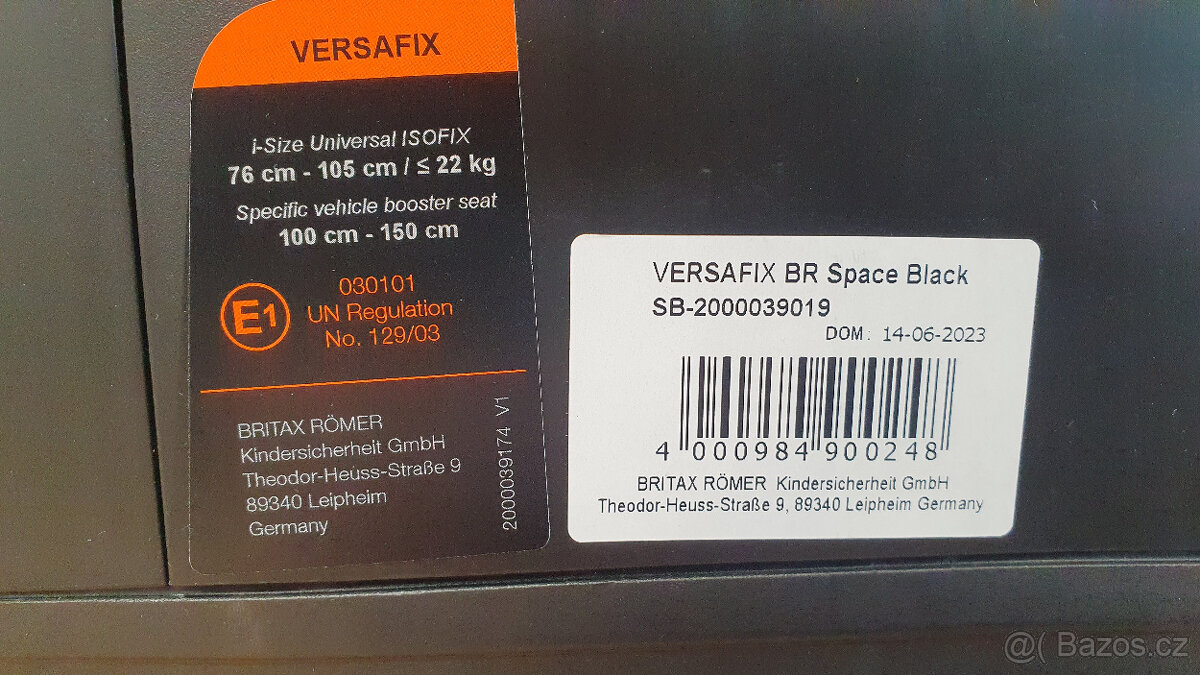 VERSAFIX
i-Size Universal ISOFIX
76 cm - 105 cm / ≤ 22 kg
Specific vehicle booster seat
100 cm - 150 cm
E1
030101
UN Regulation
No. 129/03
BRITAX RÖMER
Kindersicherheit GmbH
Theodor-Heuss-Straße 9
89340 Leipheim
Germany
2000039174 V1
VERSAFIX BR Space Black
SB-2000039019
DOM: 14-06-2023
4 000984 900248
BRITAX RÖMER Kindersicherheit GmbH
Theodor-Heuss-Straße 9, 89340 Leipheim Germany
@( Bazos.cz